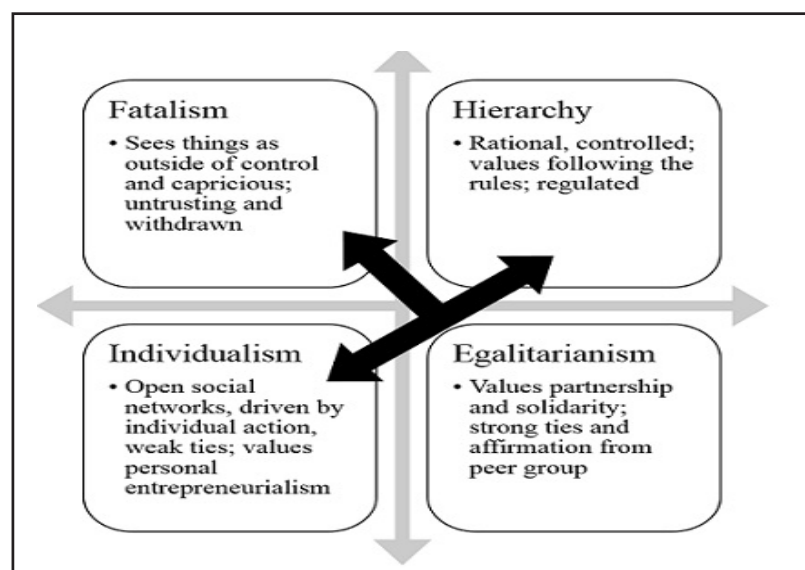 Fatalism
• Sees things as
outside of control
and capricious;
untrusting and
withdrawn
Hierarchy
• Rational, controlled;
values following the
rules; regulated
Individualism
• Open social
networks, driven by
individual action,
weak ties; values
personal
entrepreneurialism
Egalitarianism
• Values partnership
and solidarity;
strong ties and
affirmation from
peer group